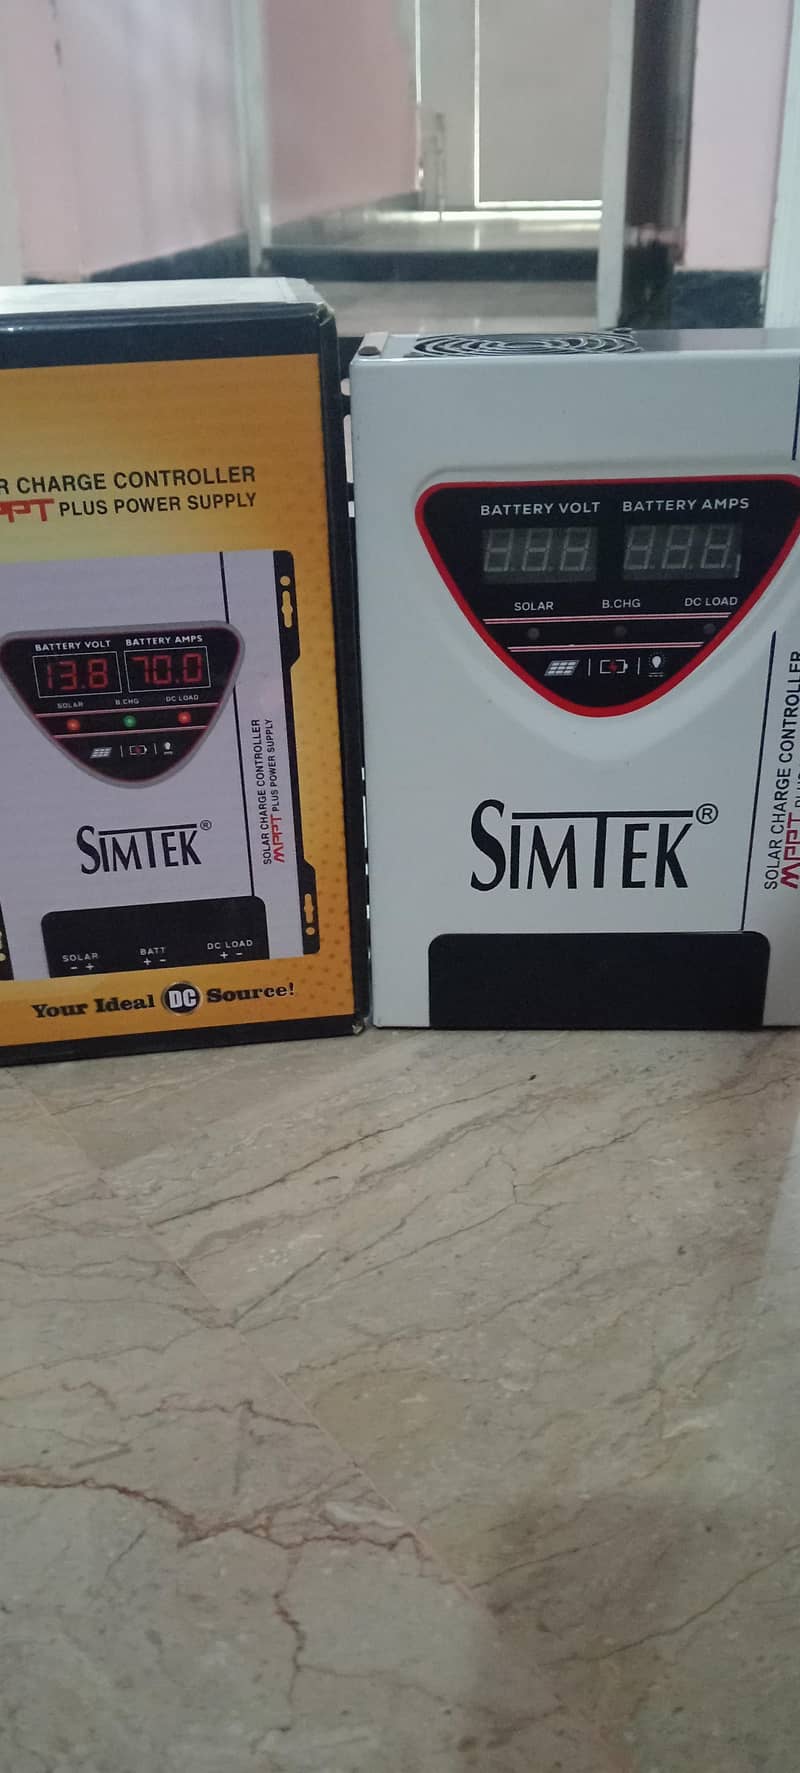 R CHARGE CONTROLLER
MPPT PLUS POWER SUPPLY
BATTERY VOLT BATTERY AMPS
13.8 70.0
SOLAR B.CHG DC LOAD
SIMTEK®
SOLAR CHARGE CONTROLLER
MPPT PLUS POWER SUPPLY
SOLAR BATT DC LOAD
- + + - + -
Your Ideal DC Source!
BATTERY VOLT BATTERY AMPS
SOLAR B.CHG DC LOAD
SIMTEK®
SOLAR CHARGE CONTROLLER
MPPT